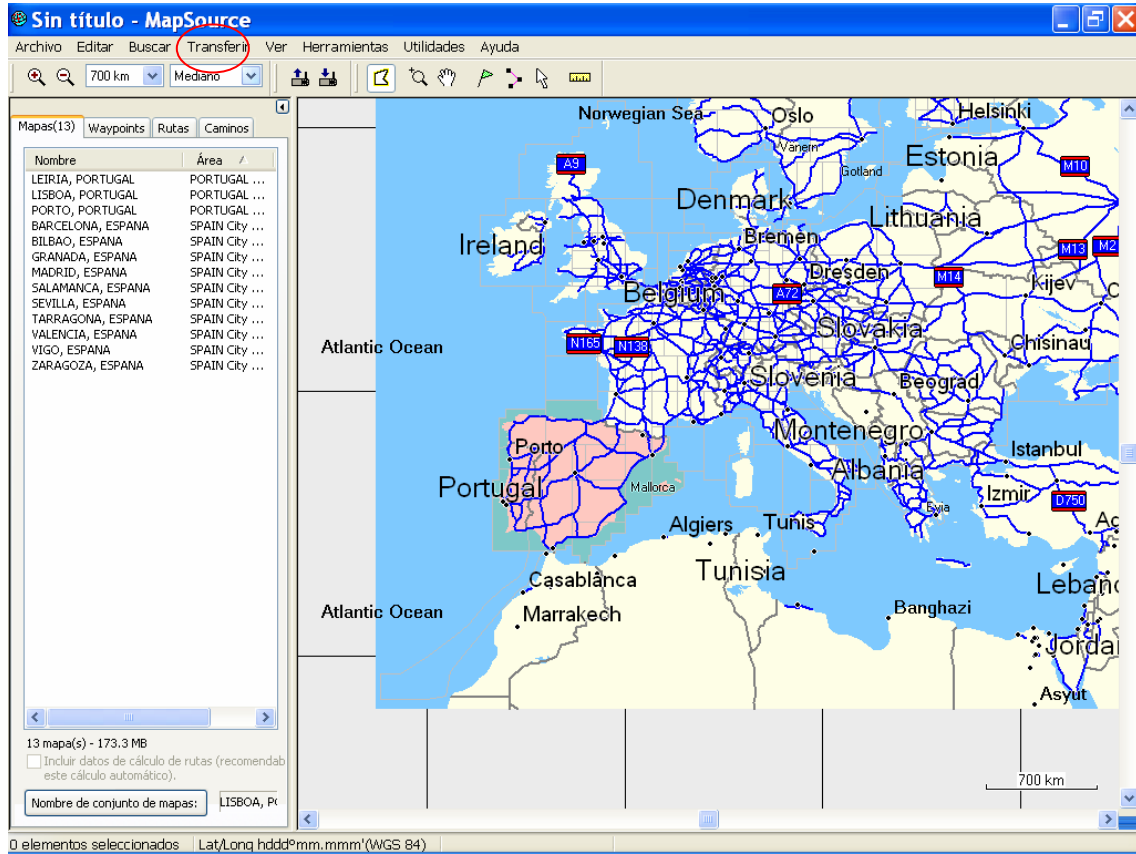 Sin título - MapSource
Archivo Editar Buscar Transferir Ver Herramientas Utilidades Ayuda
700 km Mediano
Mapas(13) Waypoints Rutas Caminos
Nombre Área
LEIRIA, PORTUGAL PORTUGAL ...
LISBOA, PORTUGAL PORTUGAL ...
PORTO, PORTUGAL PORTUGAL ...
BARCELONA, ESPANA SPAIN City ...
BILBAO, ESPANA SPAIN City ...
GRANADA, ESPANA SPAIN City ...
MADRID, ESPANA SPAIN City ...
SALAMANCA, ESPANA SPAIN City ...
SEVILLA, ESPANA SPAIN City ...
TARRAGONA, ESPANA SPAIN City ...
VALENCIA, ESPANA SPAIN City ...
VIGO, ESPANA SPAIN City ...
ZARAGOZA, ESPANA SPAIN City ...
13 mapa(s) - 173.3 MB
Incluir datos de cálculo de rutas (recomendab
este cálculo automático).
Nombre de conjunto de mapas: LISBOA, P
Norwegian Sea
Oslo
Helsinki
Vanern
Estonia
A9
M10
Gotland
Denmark
Lithuania
Ireland
Bremen
M13 M2
Dresden
M14
Kijev
Belgium
A72
Slovakia
N165
N138
Chisinau
Atlantic Ocean
Slovenia
Beograd
Montenegro
Porto
Istanbul
Albania
Portugal
Mallorca
Izmir
D750
Evia
Algiers
Tunis
Casablanca
Tunisia
Leban
Atlantic Ocean
Marrakech
Banghazi
Jordan
Asyut
700 km
0 elementos seleccionados Lat/Long hdddºmm.mmm'(WGS 84)